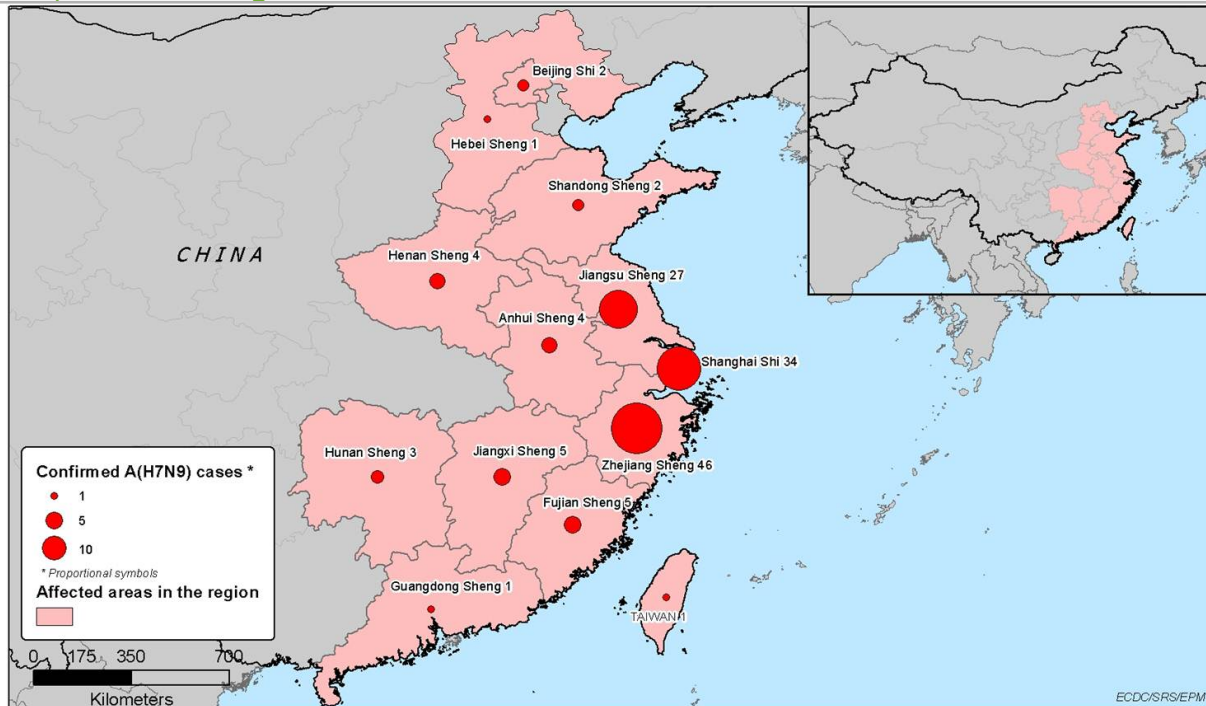 Beijing Shi 2
Hebei Sheng 1
Shandong Sheng 2
CHINA
Henan Sheng 4
Jiangsu Sheng 27
Anhui Sheng 4
Shanghai Shi 34
Hunan Sheng 3
Jiangxi Sheng 5
Zhejiang Sheng 46
Fujian Sheng 5
Guangdong Sheng 1
TAIWAN 1
Confirmed A(H7N9) cases *
1
5
10
* Proportional symbols
Affected areas in the region
0 175 350 700
Kilometers
ECDC/SRS/EPM